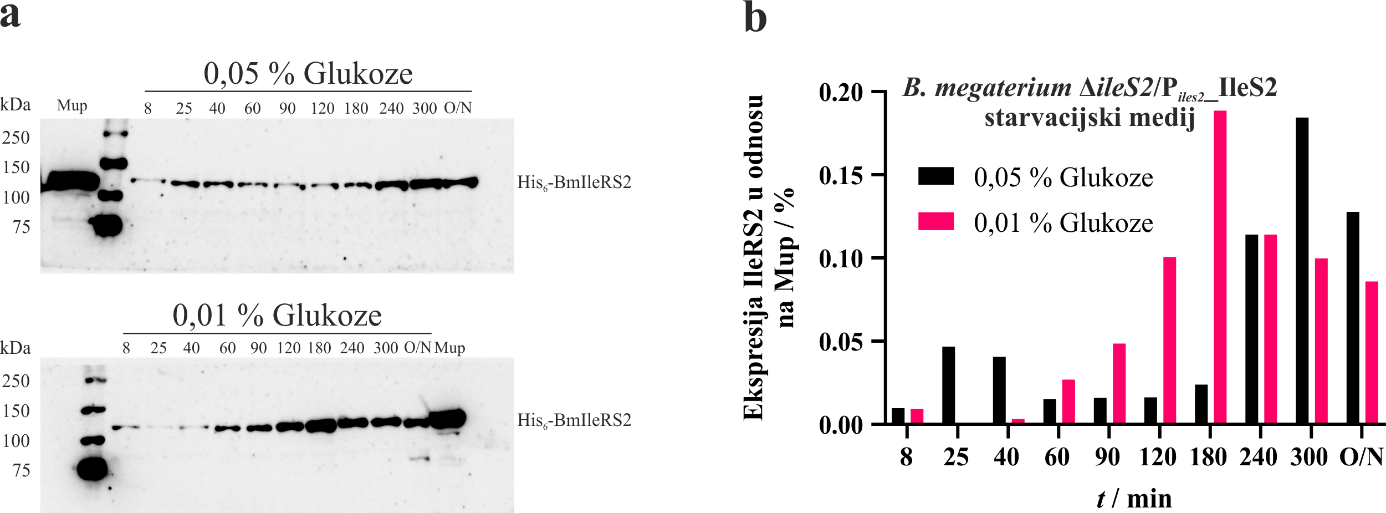 a
0,05 % Glukoze
kDa Mup 8 25 40 60 90 120 180 240 300 O/N
250
150
100
75
His6-BmIleRS2
0,01 % Glukoze
kDa 8 25 40 60 90 120 180 240 300 O/N Mup
250
150
100
75
His6-BmIleRS2
b
B. megaterium ΔileS2/Piles2_IleS2
starvacijski medij
0,05 % Glukoze
0,01 % Glukoze
Ekspresija IleRS2 u odnosu
na Mup / %
0.20
0.15
0.10
0.05
0.00
8 25 40 60 90 120 180 240 300 O/N
t / min